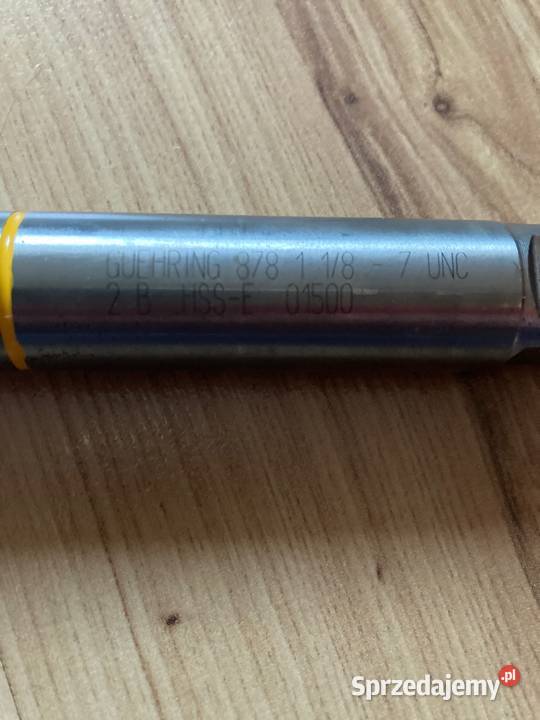 GUEHRING 878 1 1/8 - 7 UNC
2 B HSS-E 01500
Sprzedajemy.pl